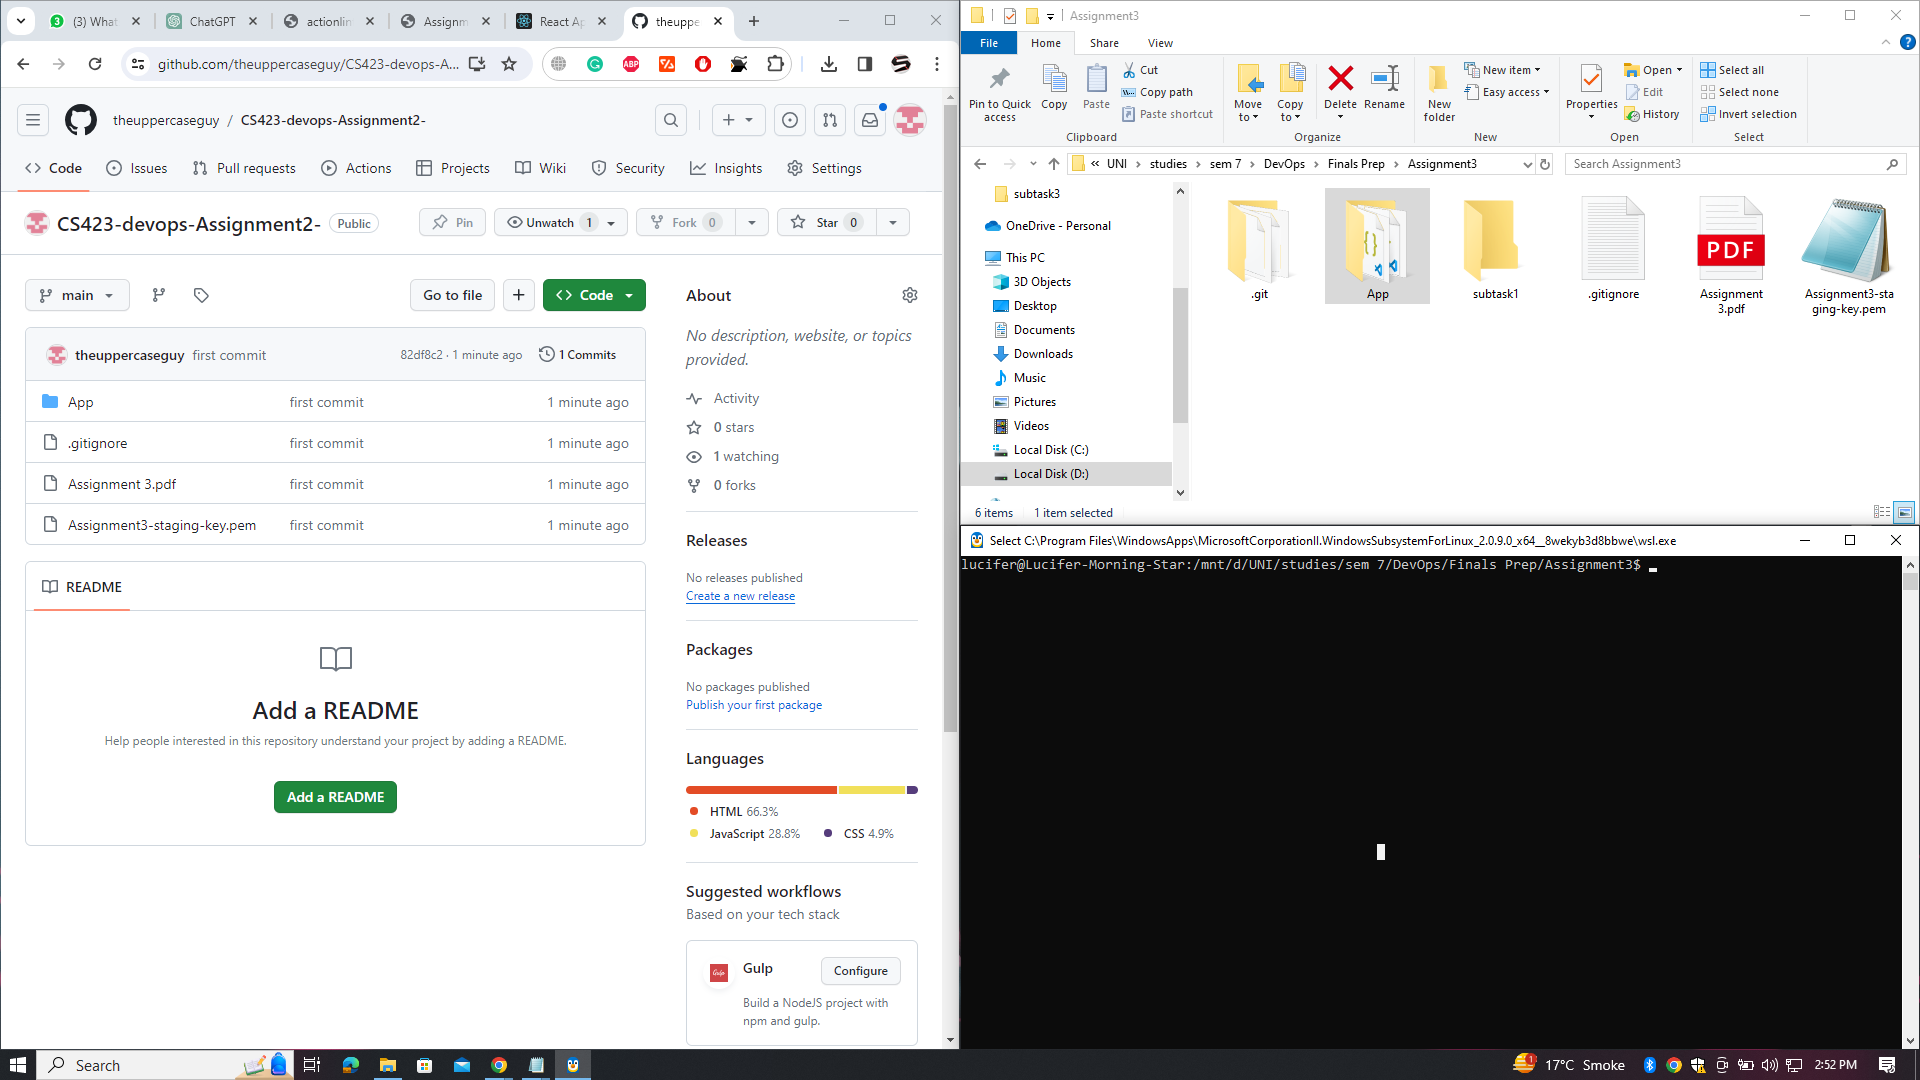 (3) What
ChatGPT
actionlin
Assignm
React Ap
theuppe
github.com/theuppercaseguy/CS423-devops-A...
theuppercaseguy / CS423-devops-Assignment2-
Code
Issues
Pull requests
Actions
Projects
Wiki
Security
Insights
Settings
CS423-devops-Assignment2-
Public
Pin
Unwatch 1
Fork 0
Star 0
main
Go to file
Code
theuppercaseguy first commit
82df8c2 · 1 minute ago
1 Commits
App first commit 1 minute ago
.gitignore first commit 1 minute ago
Assignment 3.pdf first commit 1 minute ago
Assignment3-staging-key.pem first commit 1 minute ago
README
Add a README
Help people interested in this repository understand your project by adding a README.
Add a README
About
No description, website, or topics
provided.
Activity
0 stars
1 watching
0 forks
Releases
No releases published
Create a new release
Packages
No packages published
Publish your first package
Languages
HTML 66.3%
JavaScript 28.8%
CSS 4.9%
Suggested workflows
Based on your tech stack
Gulp
Configure
Build a NodeJS project with
npm and gulp.
Assignment3
File
Home
Share
View
Pin to Quick
access
Copy
Paste
Cut
Copy path
Paste shortcut
Clipboard
Move
to
Copy
to
Delete
Rename
Organize
New
folder
New item
Easy access
New
Properties
Open
Edit
History
Open
Select all
Select none
Invert selection
Select
« UNI › studies › sem 7 › DevOps › Finals Prep › Assignment3
Search Assignment3
subtask3
OneDrive - Personal
This PC
3D Objects
Desktop
Documents
Downloads
Music
Pictures
Videos
Local Disk (C:)
Local Disk (D:)
.git
App
subtask1
.gitignore
PDF
Assignment
3.pdf
Assignment3-sta
ging-key.pem
6 items
1 item selected
Select C:\Program Files\WindowsApps\MicrosoftCorporationII.WindowsSubsystemForLinux_2.0.9.0_x64__8wekyb3d8bbwe\wsl.exe
lucifer@Lucifer-Morning-Star:/mnt/d/UNI/studies/sem 7/DevOps/Finals Prep/Assignment3$
Search
17°C Smoke
2:52 PM